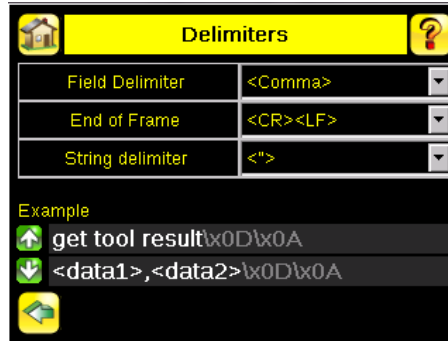 Delimiters
Field Delimiter <Comma>
End of Frame <CR><LF>
String delimiter <">
Example
get tool result\x0D\x0A
<data1>,<data2>\x0D\x0A